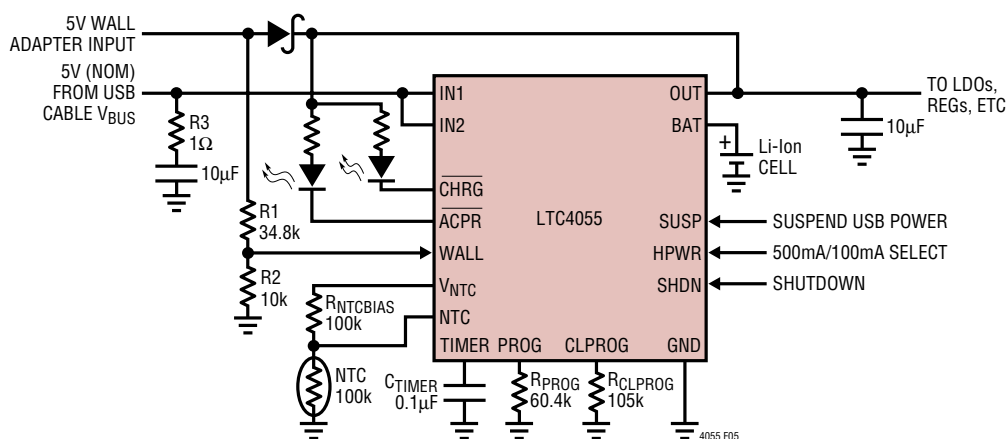 5V WALL
ADAPTER INPUT
5V (NOM)
FROM USB
CABLE VBUS
R3
1Ω
10μF
R1
34.8k
R2
10k
RNTCBIAS
100k
NTC
100k
IN1
IN2
CHRG
ACPR
WALL
VNTC
NTC
TIMER PROG CLPROG GND
LTC4055
OUT
BAT
SUSP
HPWR
SHDN
TO LDOs,
REGs, ETC
10μF
+
Li-Ion
CELL
SUSPEND USB POWER
500mA/100mA SELECT
SHUTDOWN
CTIMER
0.1μF
RPROG
60.4k
RCLPROG
105k
4055 F05